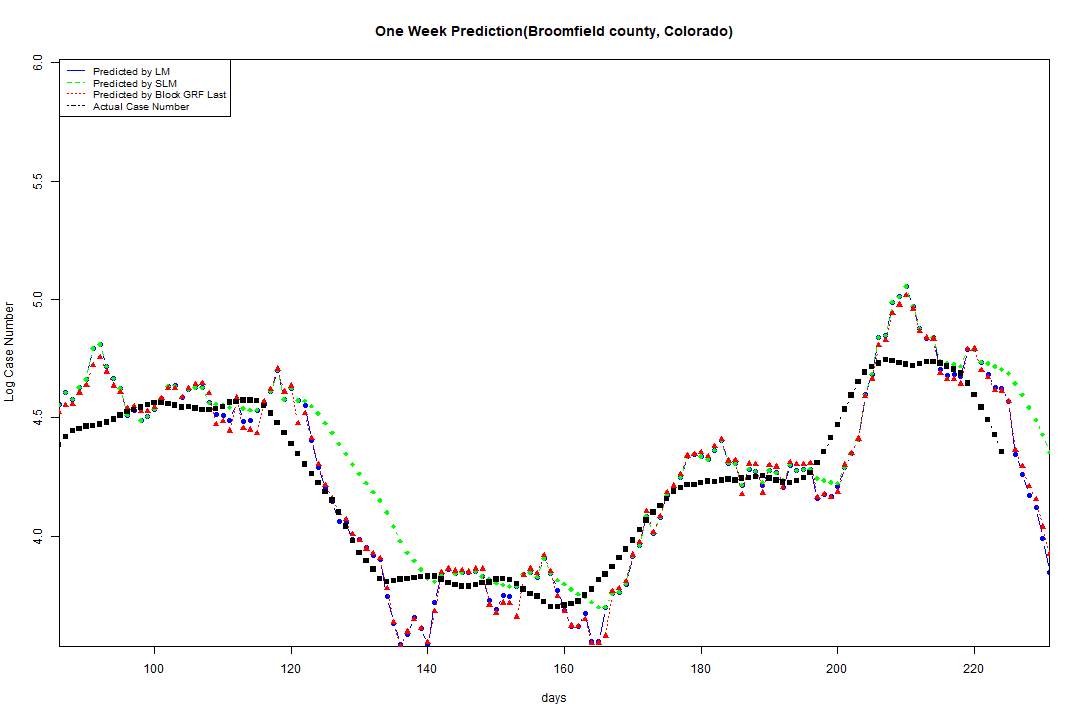 One Week Prediction(Broomfield county, Colorado)
6.0
Predicted by LM
Predicted by SLM
Predicted by Block GRF Last
Actual Case Number
5.5
5.0
4.5
4.0
Log Case Number
100 120 140 160 180 200 220
days